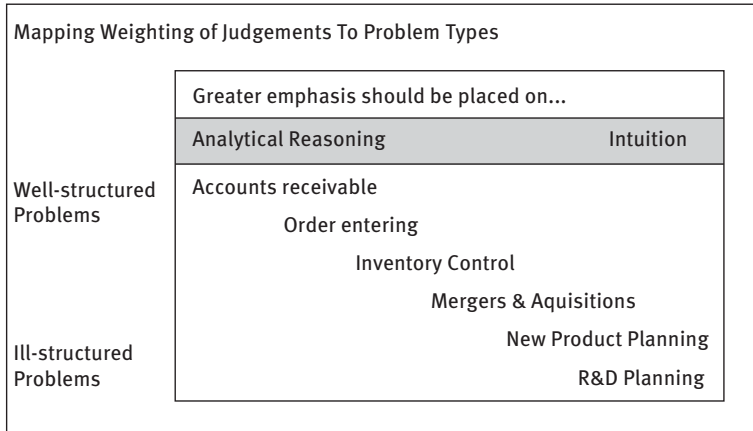 Mapping Weighting of Judgements To Problem Types
Greater emphasis should be placed on...
Analytical Reasoning Intuition
Well-structured
Problems
Accounts receivable
Order entering
Inventory Control
Mergers & Aquisitions
New Product Planning
Ill-structured
Problems
R&D Planning